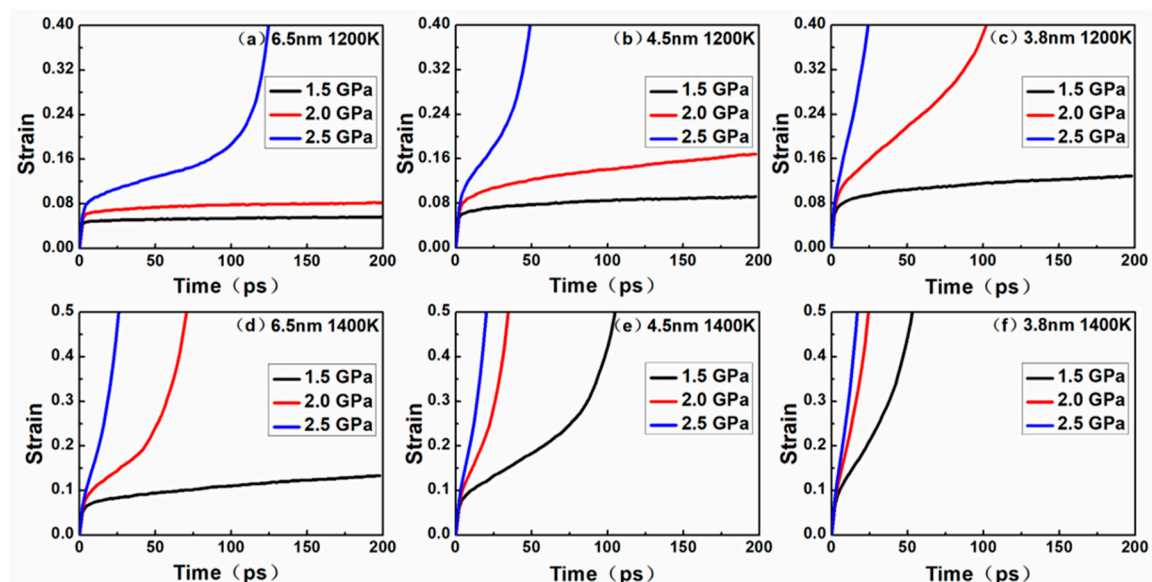 (a) 6.5nm 1200K
0.40
0.32
0.24
0.16
0.08
0.00
Strain
1.5 GPa
2.0 GPa
2.5 GPa
0 50 100 150 200
Time (ps)
(b) 4.5nm 1200K
0.40
0.32
0.24
0.16
0.08
0.00
Strain
1.5 GPa
2.0 GPa
2.5 GPa
0 50 100 150 200
Time (ps)
(c) 3.8nm 1200K
0.40
0.32
0.24
0.16
0.08
0.00
Strain
1.5 GPa
2.0 GPa
2.5 GPa
0 50 100 150 200
Time (ps)
(d) 6.5nm 1400K
0.5
0.4
0.3
0.2
0.1
0.0
Strain
1.5 GPa
2.0 GPa
2.5 GPa
0 50 100 150 200
Time (ps)
(e) 4.5nm 1400K
0.5
0.4
0.3
0.2
0.1
0.0
Strain
1.5 GPa
2.0 GPa
2.5 GPa
0 50 100 150 200
Time (ps)
(f) 3.8nm 1400K
0.5
0.4
0.3
0.2
0.1
0.0
Strain
1.5 GPa
2.0 GPa
2.5 GPa
0 50 100 150 200
Time (ps)